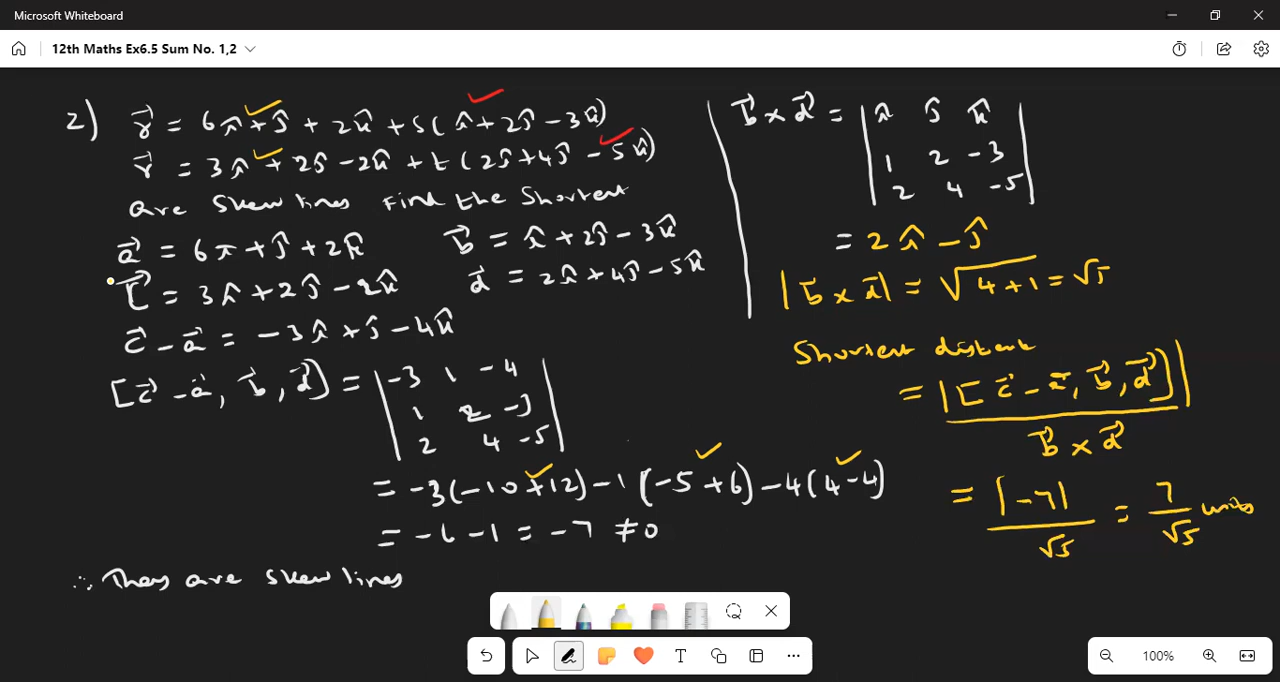 Microsoft Whiteboard
12th Maths Ex6.5 Sum No. 1,2
2) r⃗ = 6î + ĵ + 2k̂ + s(î + 2ĵ - 3k̂)
r⃗ = 3î + 2ĵ - 2k̂ + t(2ĵ + 4ĵ - 5k̂)
are skew lines Find the Shortest
a⃗ = 6î + ĵ + 2k̂
b⃗ = î + 2ĵ - 3k̂
c⃗ = 3î + 2ĵ - 2k̂
d⃗ = 2î + 4ĵ - 5k̂
c⃗ - a⃗ = -3î + ĵ - 4k̂
[c⃗ - a⃗, b⃗, d⃗] = | -3 1 -4 |
| 1 2 -3 |
| 2 4 -5 |
= -3(-10+12) - 1(-5+6) - 4(4-4)
= -6 - 1 = -7 ≠ 0
∴ They are skew lines
b⃗ × d⃗ = | î ĵ k̂ |
| 1 2 -3 |
| 2 4 -5 |
= 2î - ĵ
|b⃗ × d⃗| = √4+1 = √5
Shortest distent
= |[c⃗ - a⃗, b⃗, d⃗]|
b⃗ × d⃗
= |-7| / √5 = 7 / √5 units
100%